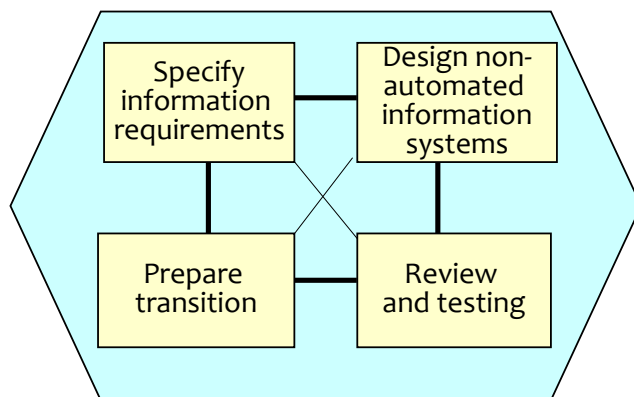 Specify
information
requirements
Design non-
automated
information
systems
Prepare
transition
Review
and testing